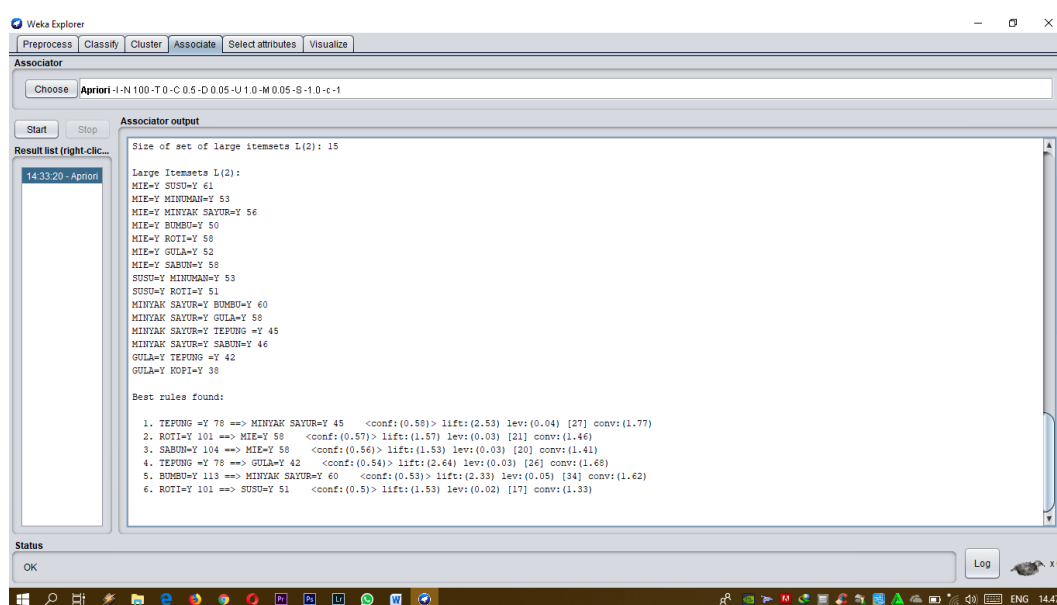 Weka Explorer
Preprocess Classify Cluster Associate Select attributes Visualize
Associator
Choose Apriori -I -N 100 -T 0 -C 0.5 -D 0.05 -U 1.0 -M 0.05 -S -1.0 -c -1
Start Stop
Associator output
Result list (right-clic...
14:33:20 - Apriori
Size of set of large itemsets L(2): 15
Large Itemsets L(2):
MIE=Y SUSU=Y 61
MIE=Y MINUMAN=Y 53
MIE=Y MINYAK SAYUR=Y 56
MIE=Y BUMBU=Y 50
MIE=Y ROTI=Y 58
MIE=Y GULA=Y 52
MIE=Y SABUN=Y 58
SUSU=Y MINUMAN=Y 53
SUSU=Y ROTI=Y 51
MINYAK SAYUR=Y BUMBU=Y 60
MINYAK SAYUR=Y GULA=Y 58
MINYAK SAYUR=Y TEPUNG =Y 45
MINYAK SAYUR=Y SABUN=Y 46
GULA=Y TEPUNG =Y 42
GULA=Y KOPI=Y 38
Best rules found:
1. TEPUNG =Y 78 ==> MINYAK SAYUR=Y 45 <conf:(0.58)> lift:(2.53) lev:(0.04) [27] conv:(1.77)
2. ROTI=Y 101 ==> MIE=Y 58 <conf:(0.57)> lift:(1.57) lev:(0.03) [21] conv:(1.46)
3. SABUN=Y 104 ==> MIE=Y 58 <conf:(0.56)> lift:(1.53) lev:(0.03) [20] conv:(1.41)
4. TEPUNG =Y 78 ==> GULA=Y 42 <conf:(0.54)> lift:(2.64) lev:(0.03) [26] conv:(1.68)
5. BUMBU=Y 113 ==> MINYAK SAYUR=Y 60 <conf:(0.53)> lift:(2.33) lev:(0.05) [34] conv:(1.62)
6. ROTI=Y 101 ==> SUSU=Y 51 <conf:(0.5)> lift:(1.53) lev:(0.02) [17] conv:(1.33)
Status
OK
Log
x
Pr Ps Lr W
ENG 14.4